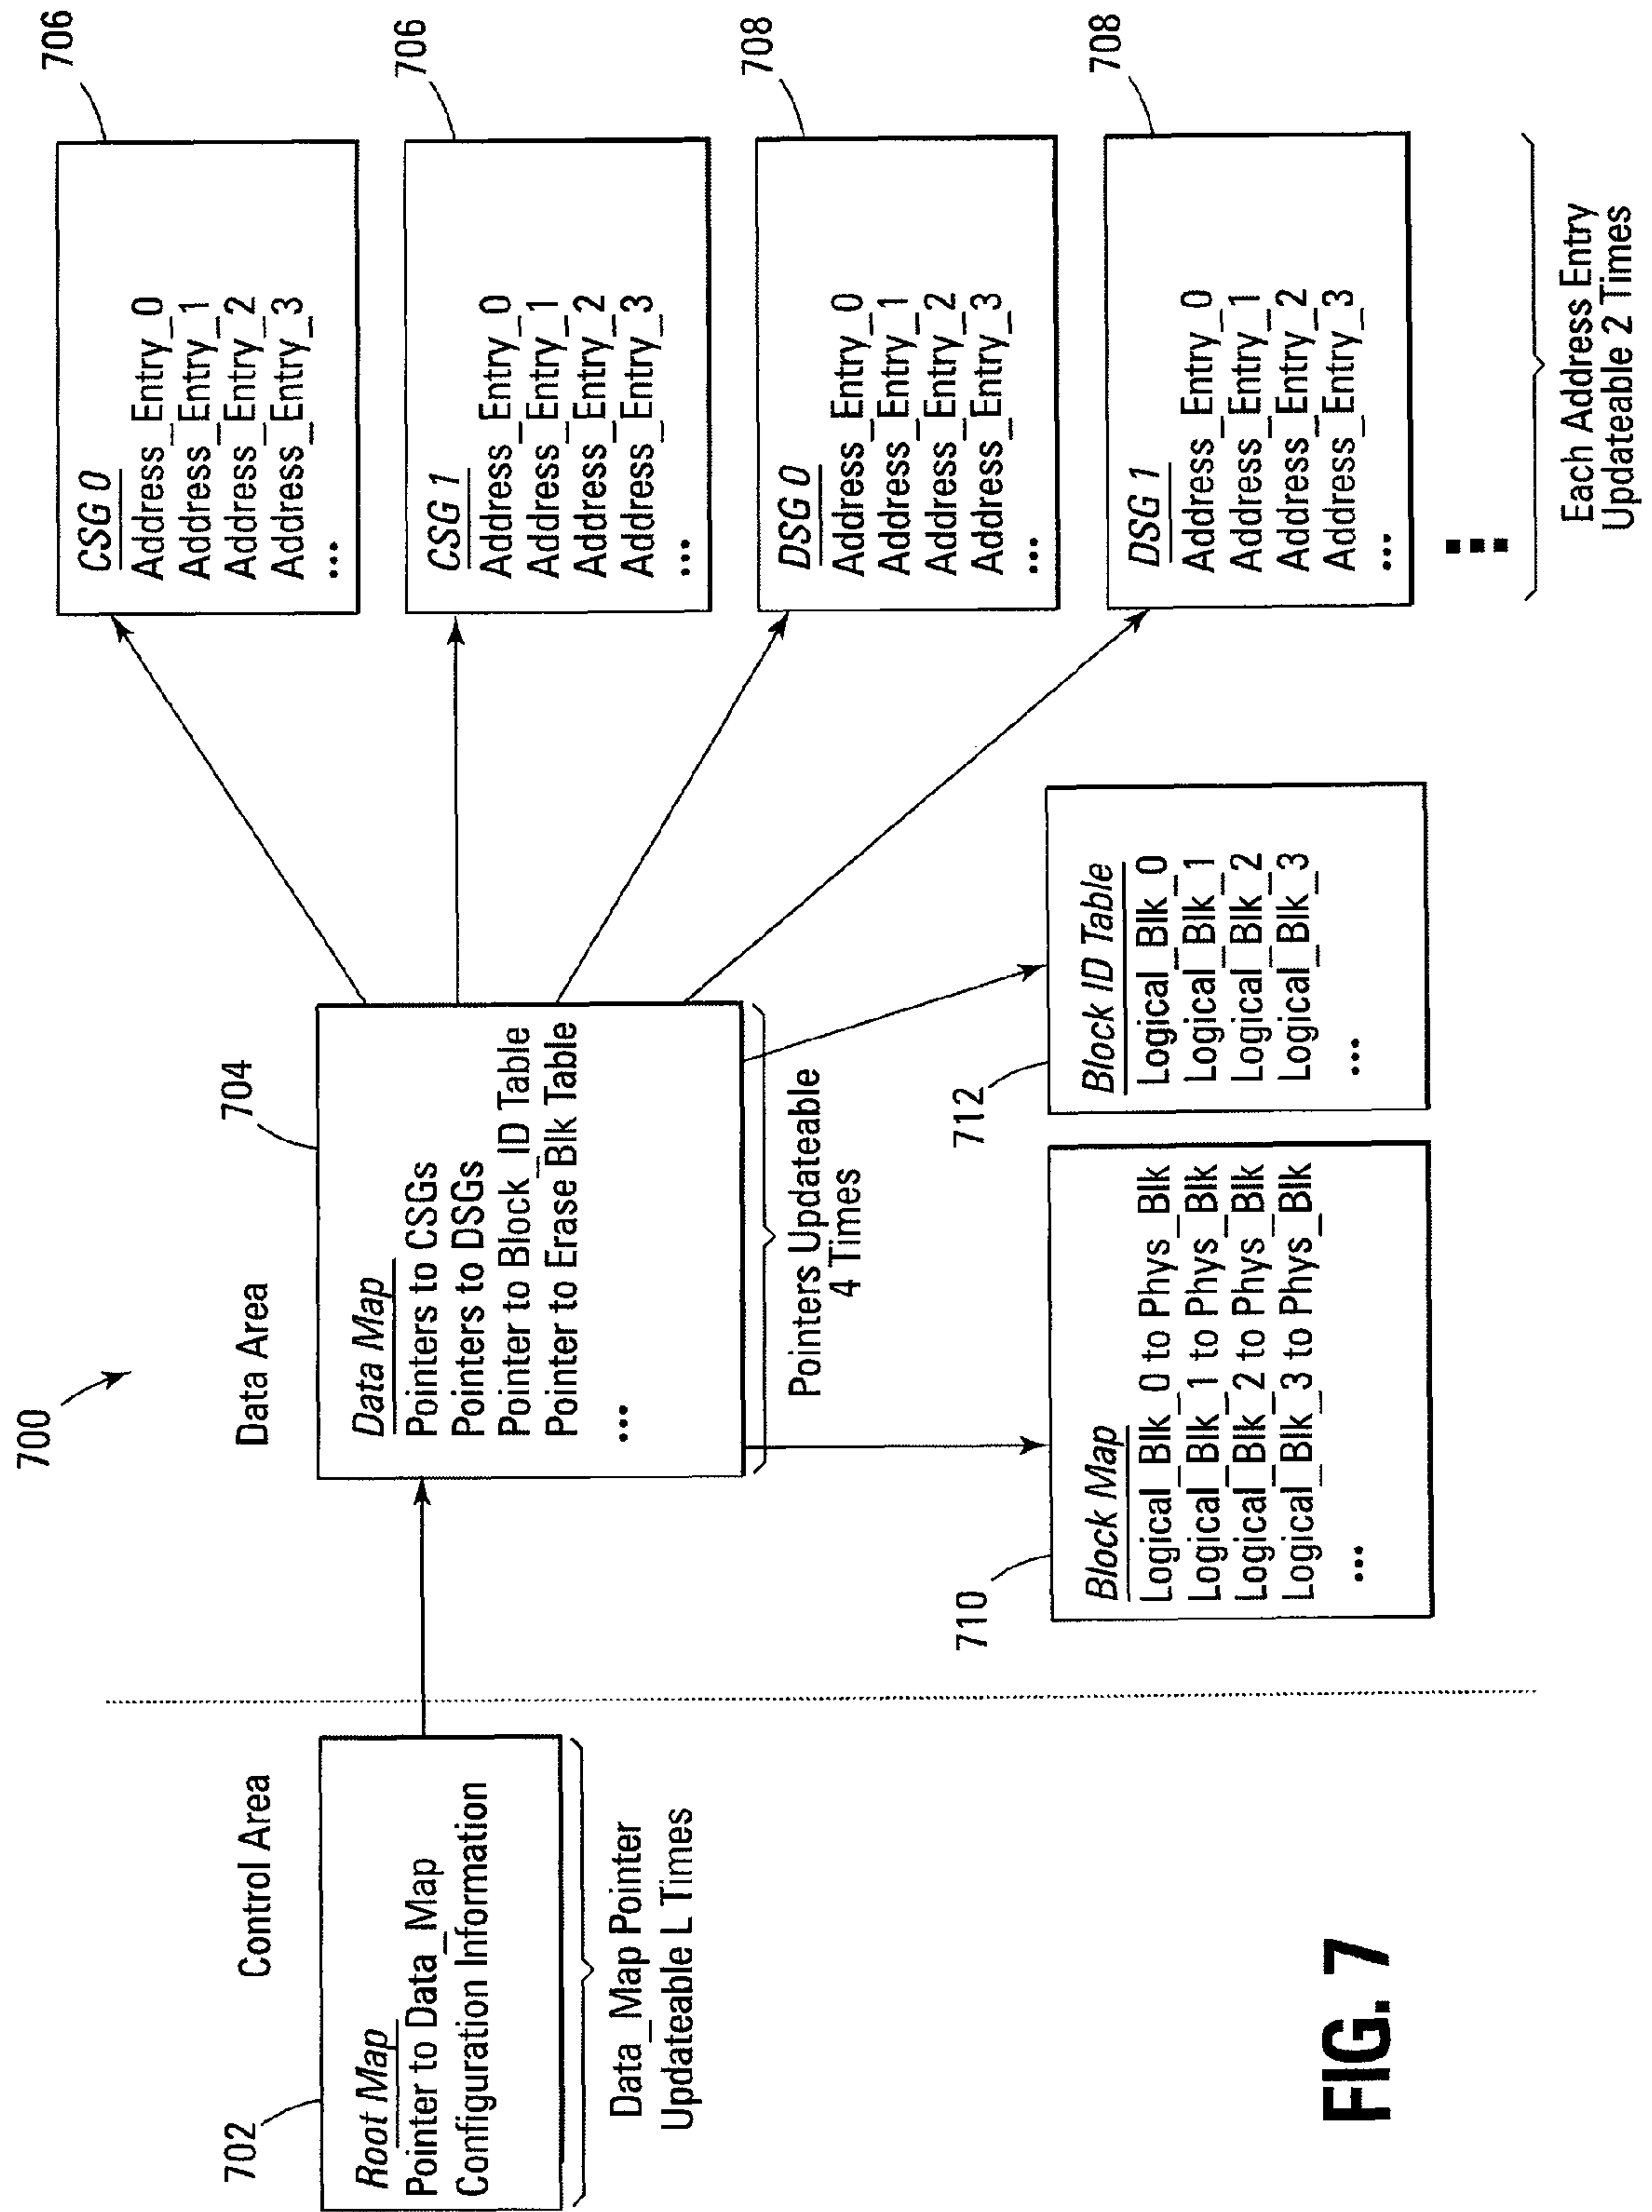 700
Control Area
702
Root Map
Pointer to Data_Map
Configuration Information
Data_Map Pointer
Updateable L Times
Data Area
704
Data Map
Pointers to CSGs
Pointers to DSGs
Pointer to Block_ID Table
Pointer to Erase Blk Table
...
Pointers Updateable
4 Times
710
Block Map
Logical_Blk_0 to Phys_Blk
Logical_Blk_1 to Phys_Blk
Logical_Blk_2 to Phys_Blk
Logical_Blk_3 to Phys_Blk
...
712
Block ID Table
Logical_Blk_0
Logical_Blk_1
Logical_Blk_2
Logical_Blk_3
...
706
CSG 0
Address_Entry_0
Address_Entry_1
Address_Entry_2
Address_Entry_3
...
706
CSG 1
Address_Entry_0
Address_Entry_1
Address_Entry_2
Address_Entry_3
...
708
DSG 0
Address_Entry_0
Address_Entry_1
Address_Entry_2
Address_Entry_3
...
708
DSG 1
Address_Entry_0
Address_Entry_1
Address_Entry_2
Address_Entry_3
...
Each Address Entry
Updateable 2 Times
FIG. 7